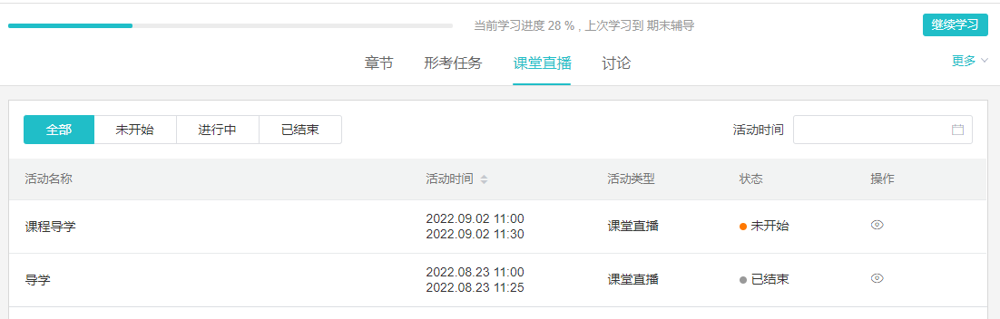 当前学习进度 28 % , 上次学习到 期末辅导
继续学习
章节 形考任务 课堂直播 讨论
更多
全部 未开始 进行中 已结束
活动时间
活动名称 活动时间 活动类型 状态 操作
课程导学 2022.09.02 11:00 课堂直播 未开始
2022.09.02 11:30
导学 2022.08.23 11:00 课堂直播 已结束
2022.08.23 11:25